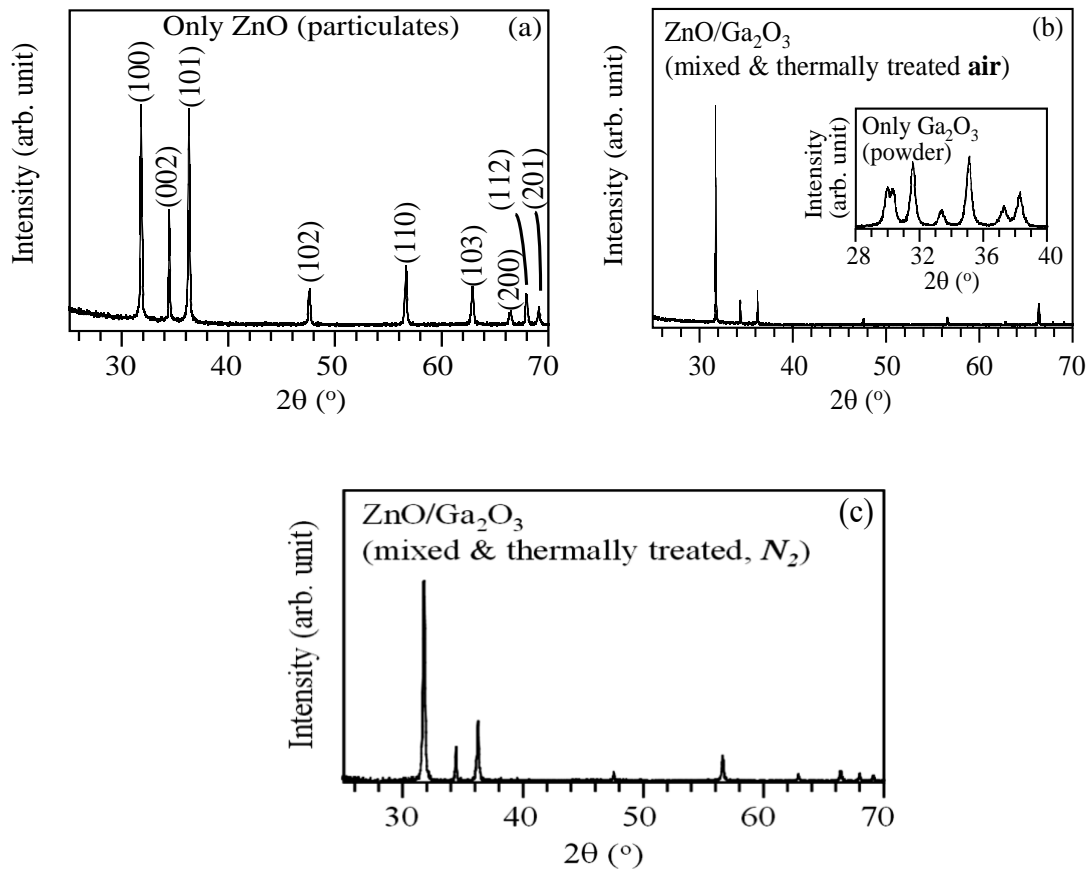 Only ZnO (particulates) (a)
(100)
(002)
(101)
(102)
(110)
(103)
(200)
(112)
(201)
Intensity (arb. unit)
30 40 50 60 70
2θ (°)
ZnO/Ga₂O₃ (b)
(mixed & thermally treated air)
Only Ga₂O₃
(powder)
Intensity
(arb. unit)
28 32 36 40
2θ (°)
Intensity (arb. unit)
30 40 50 60 70
2θ (°)
ZnO/Ga₂O₃ (c)
(mixed & thermally treated, N₂)
Intensity (arb. unit)
30 40 50 60 70
2θ (°)